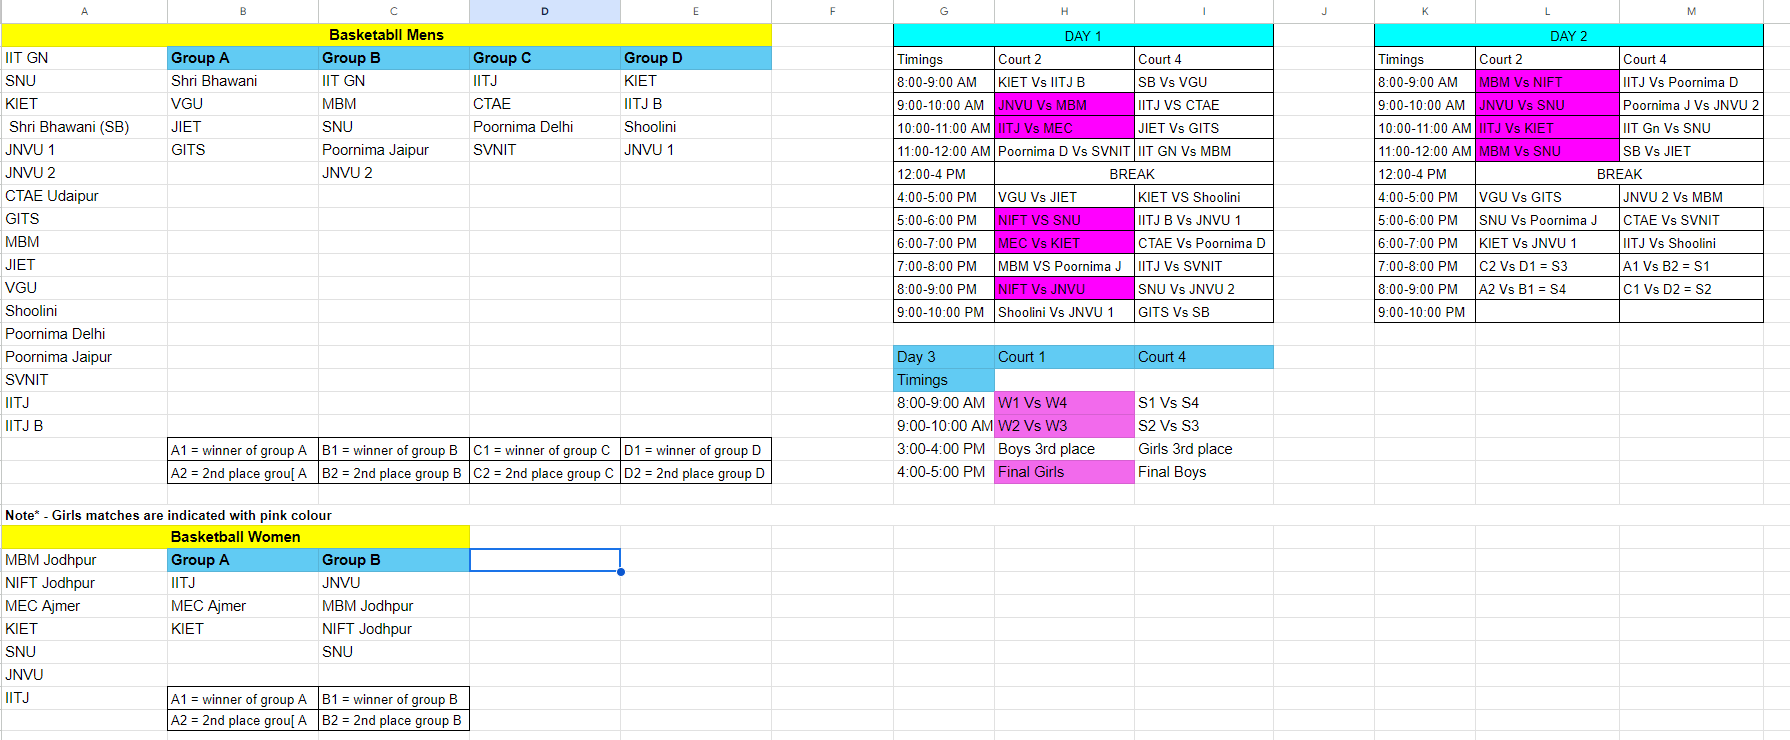 A B C D E F G H I J K L M
Basketabll Mens DAY 1 DAY 2
IIT GN Group A Group B Group C Group D Timings Court 2 Court 4 Timings Court 2 Court 4
SNU Shri Bhawani IIT GN IITJ KIET 8:00-9:00 AM KIET Vs IITJ B SB Vs VGU 8:00-9:00 AM MBM Vs NIFT IITJ Vs Poornima D
KIET VGU MBM CTAE IITJ B 9:00-10:00 AM JNVU Vs MBM IITJ VS CTAE 9:00-10:00 AM JNVU Vs SNU Poornima J Vs JNVU 2
Shri Bhawani (SB) JIET SNU Poornima Delhi Shoolini 10:00-11:00 AM IITJ Vs MEC JIET Vs GITS 10:00-11:00 AM IITJ Vs KIET IIT Gn Vs SNU
JNVU 1 GITS Poornima Jaipur SVNIT JNVU 1 11:00-12:00 AM Poornima D Vs SVNIT IIT GN Vs MBM 11:00-12:00 AM MBM Vs SNU SB Vs JIET
JNVU 2 JNVU 2 12:00-4 PM BREAK 12:00-4 PM BREAK
CTAE Udaipur 4:00-5:00 PM VGU Vs JIET KIET VS Shoolini 4:00-5:00 PM VGU Vs GITS JNVU 2 Vs MBM
GITS 5:00-6:00 PM NIFT VS SNU IITJ B Vs JNVU 1 5:00-6:00 PM SNU Vs Poornima J CTAE Vs SVNIT
MBM 6:00-7:00 PM MEC Vs KIET CTAE Vs Poornima D 6:00-7:00 PM KIET Vs JNVU 1 IITJ Vs Shoolini
JIET 7:00-8:00 PM MBM VS Poornima J IITJ Vs SVNIT 7:00-8:00 PM C2 Vs D1 = S3 A1 Vs B2 = S1
VGU 8:00-9:00 PM NIFT Vs JNVU SNU Vs JNVU 2 8:00-9:00 PM A2 Vs B1 = S4 C1 Vs D2 = S2
Shoolini 9:00-10:00 PM Shoolini Vs JNVU 1 GITS Vs SB 9:00-10:00 PM
Poornima Delhi
Poornima Jaipur Day 3 Court 1 Court 4
SVNIT Timings
IITJ 8:00-9:00 AM W1 Vs W4 S1 Vs S4
IITJ B 9:00-10:00 AM W2 Vs W3 S2 Vs S3
A1 = winner of group A B1 = winner of group B C1 = winner of group C D1 = winner of group D 3:00-4:00 PM Boys 3rd place Girls 3rd place
A2 = 2nd place grou[ A B2 = 2nd place group B C2 = 2nd place group C D2 = 2nd place group D 4:00-5:00 PM Final Girls Final Boys
Note* - Girls matches are indicated with pink colour
Basketball Women
MBM Jodhpur Group A Group B
NIFT Jodhpur IITJ JNVU
MEC Ajmer MEC Ajmer MBM Jodhpur
KIET KIET NIFT Jodhpur
SNU SNU
JNVU
IITJ A1 = winner of group A B1 = winner of group B
A2 = 2nd place grou[ A B2 = 2nd place group B